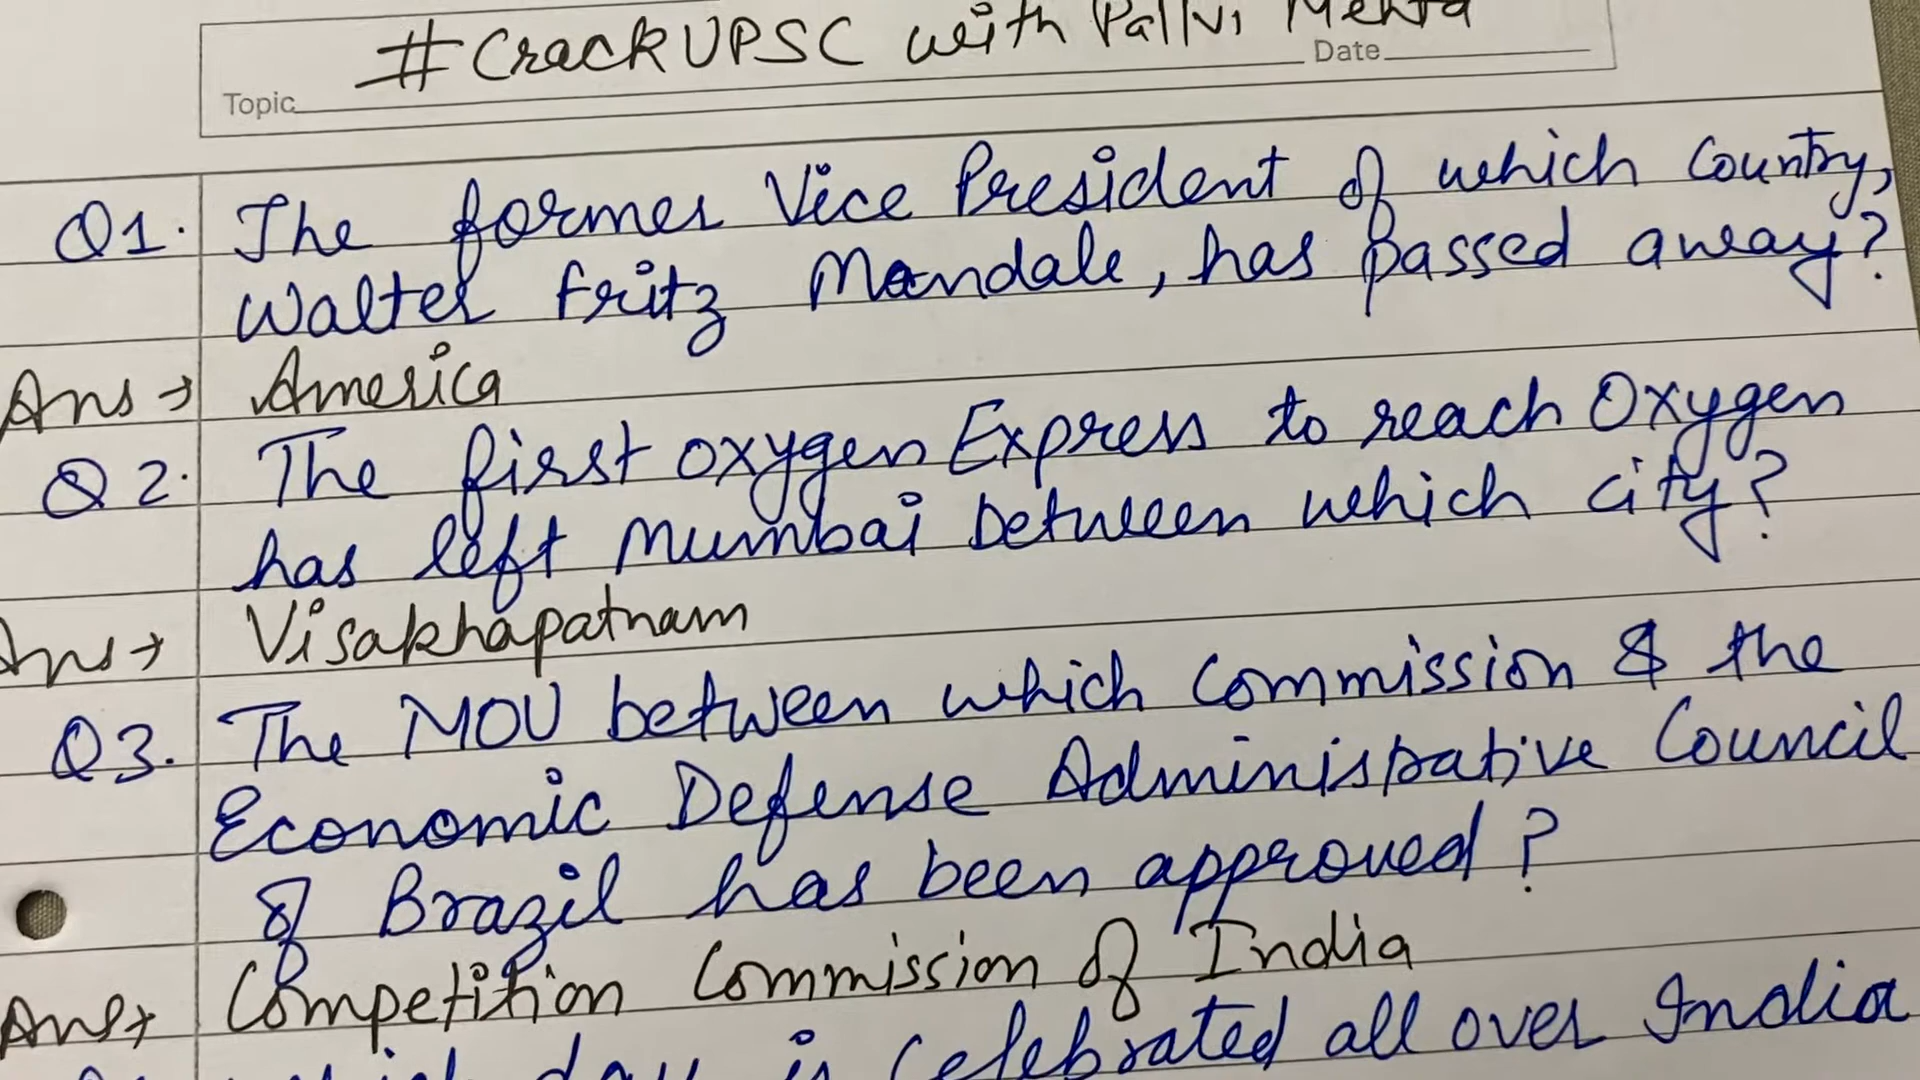 #CrackUPSC with Pallvi Mehta
Date
Topic
Q1. The former Vice President of which Country,
Walter Fritz Mondale, has passed away?
Ans → America
Q2. The first oxygen Express to reach Oxygen
has left Mumbai between which city?
Ans → Visakhapatnam
Q3. The MOU between which Commission & the
Economic Defense Administrative Council
of Brazil has been approved?
Ans → Competition Commission of India
day is celebrated all over India